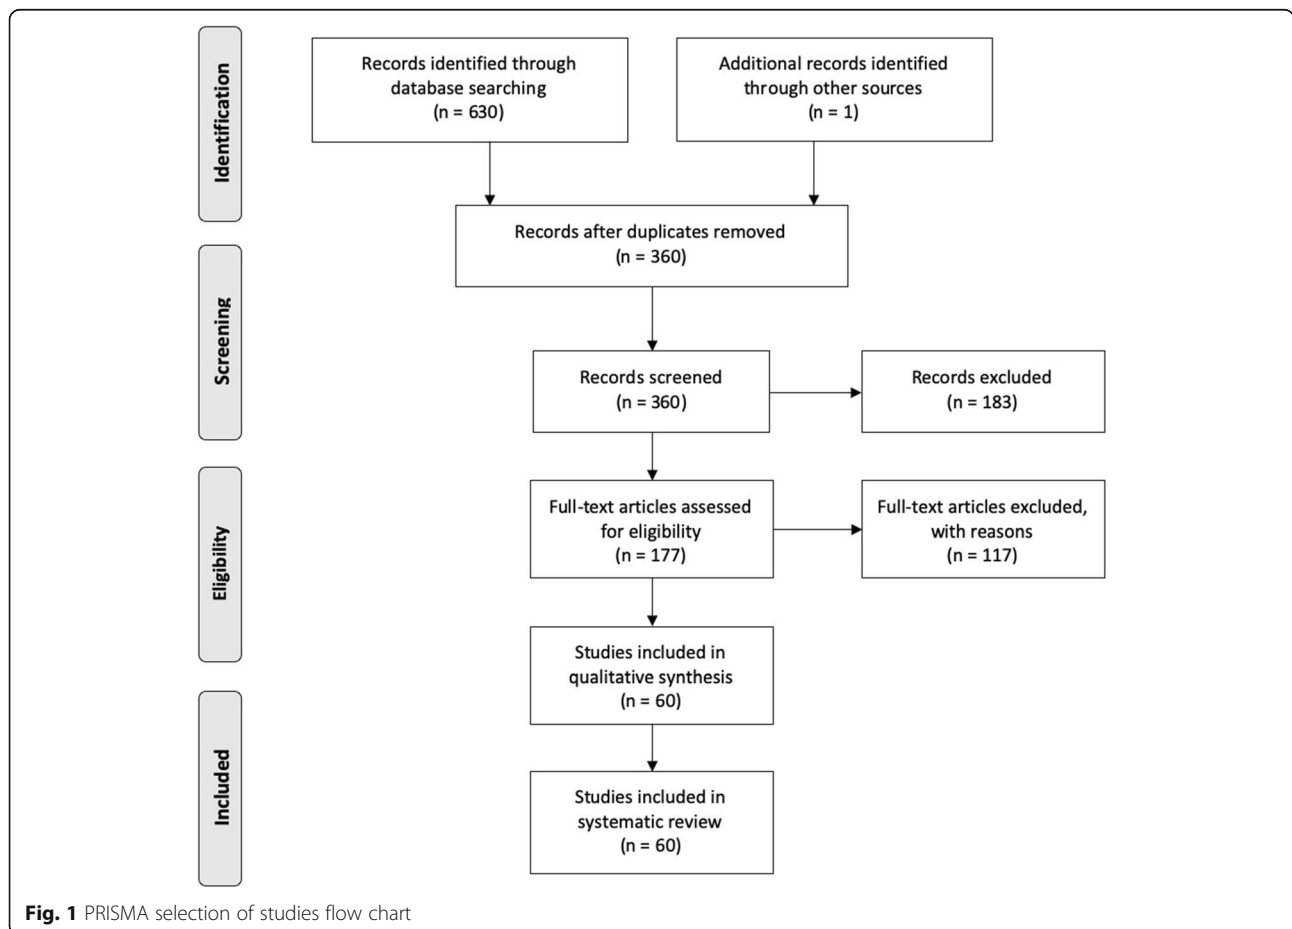 Identification
Records identified through
database searching
(n = 630)
Additional records identified
through other sources
(n = 1)
Records after duplicates removed
(n = 360)
Screening
Records screened
(n = 360)
Records excluded
(n = 183)
Eligibility
Full-text articles assessed
for eligibility
(n = 177)
Full-text articles excluded,
with reasons
(n = 117)
Studies included in
qualitative synthesis
(n = 60)
Included
Studies included in
systematic review
(n = 60)
Fig. 1 PRISMA selection of studies flow chart